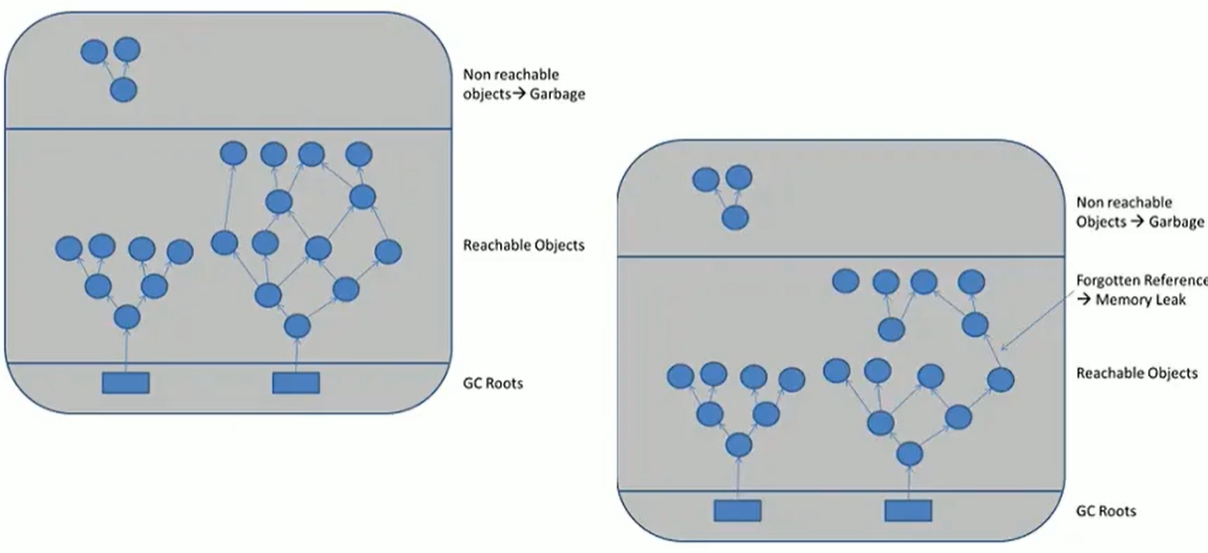 Non reachable
objects→ Garbage
Reachable Objects
GC Roots
Non reachable
Objects → Garbage
Forgotten Reference
→ Memory Leak
Reachable Objects
GC Roots